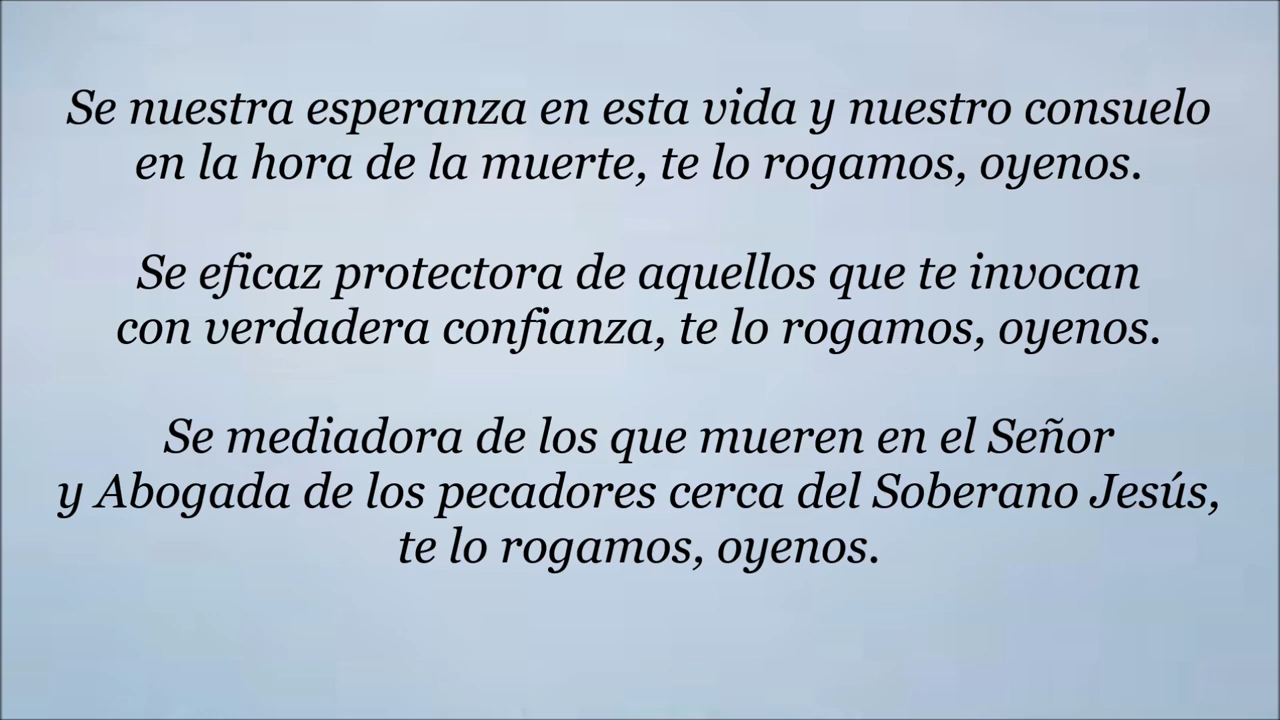 Se nuestra esperanza en esta vida y nuestro consuelo
en la hora de la muerte, te lo rogamos, oyenos.
Se eficaz protectora de aquellos que te invocan
con verdadera confianza, te lo rogamos, oyenos.
Se mediadora de los que mueren en el Señor
y Abogada de los pecadores cerca del Soberano Jesús,
te lo rogamos, oyenos.